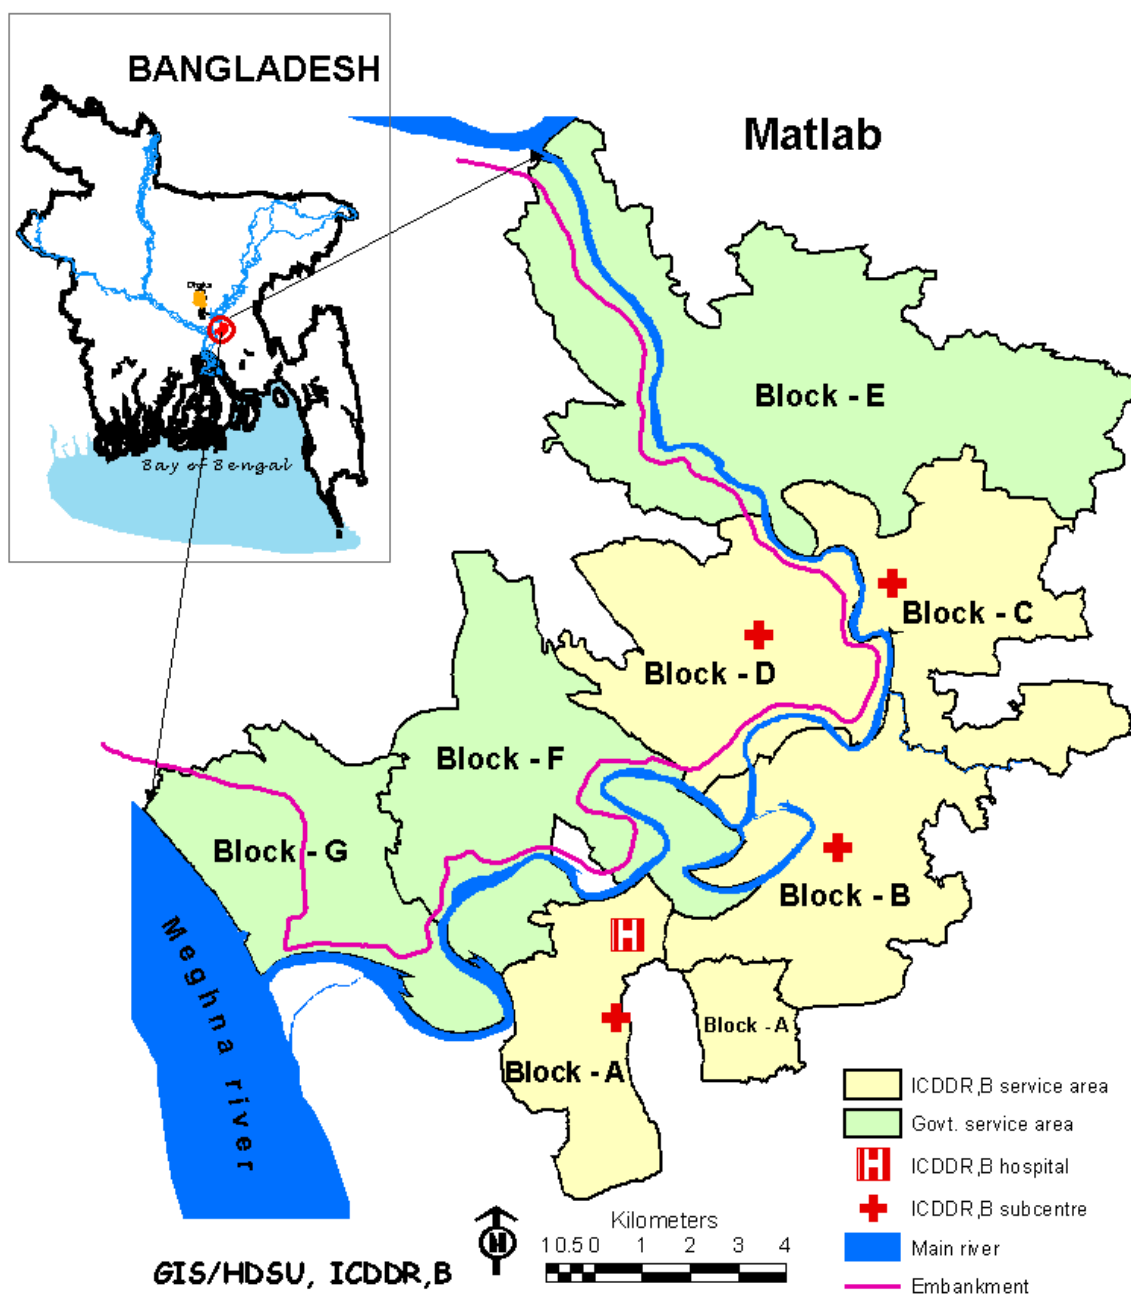 BANGLADESH
Matlab
Dhaka
Bay of Bengal
Block - E
Block - C
Block - D
Block - F
Block - G
Block - B
H
Block - A
Block - A
Meghna river
ICDDR,B service area
Govt. service area
H ICDDR,B hospital
ICDDR,B subcentre
Main river
Embankment
Kilometers
1 0.5 0 1 2 3 4
N
GIS/HDSU, ICDDR,B